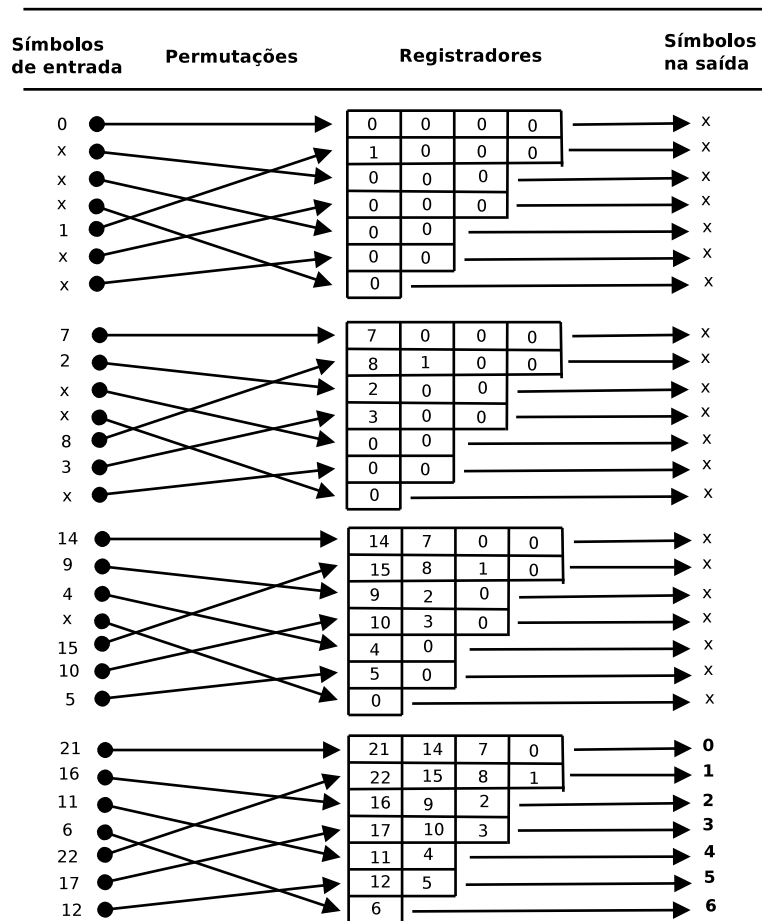 Símbolos de entrada Permutações Registradores Símbolos na saída
0 0 0 0 0 x
x 1 0 0 0 x
x 0 0 0 x
x 0 0 0 x
1 0 0 x
x 0 0 x
x 0 x
7 7 0 0 0 x
2 8 1 0 0 x
x 2 0 0 x
x 3 0 0 x
8 0 0 x
3 0 0 x
x 0 x
14 14 7 0 0 x
9 15 8 1 0 x
4 9 2 0 x
x 10 3 0 x
15 4 0 x
10 5 0 x
5 0 x
21 21 14 7 0 0
16 22 15 8 1 1
11 16 9 2 2
6 17 10 3 3
22 11 4 4
17 12 5 5
12 6 6